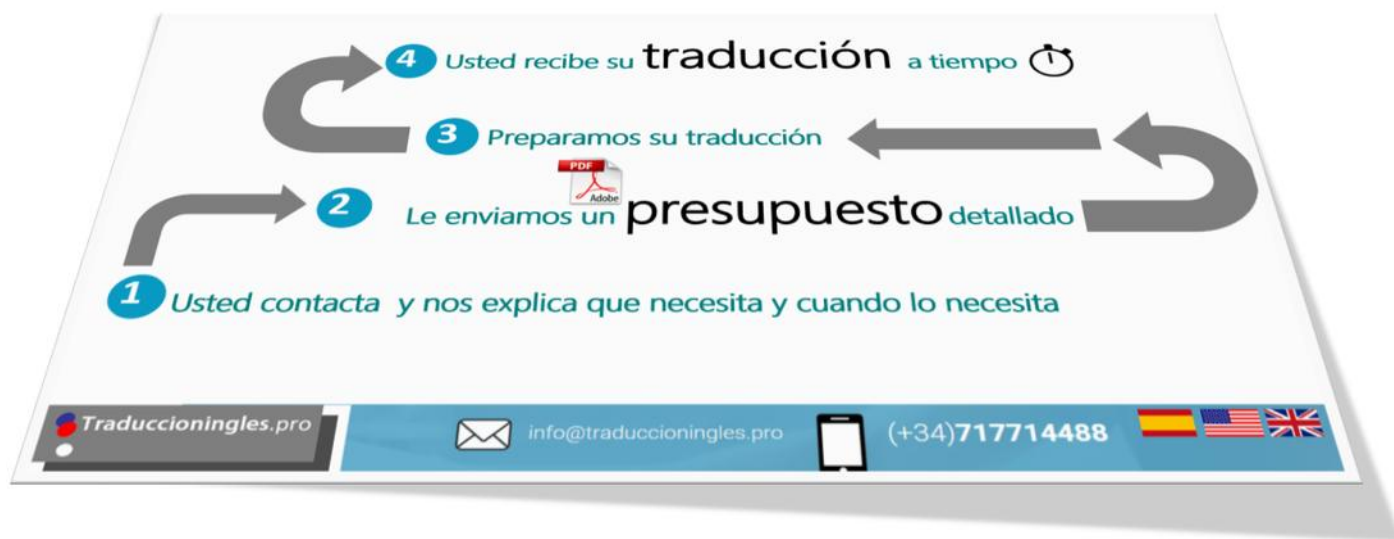 4 Usted recibe su traducción a tiempo
3 Preparamos su traducción
PDF
Adobe
2 Le enviamos un presupuesto detallado
1 Usted contacta y nos explica que necesita y cuando lo necesita
Traduccioningles.pro
info@traduccioningles.pro
(+34)717714488